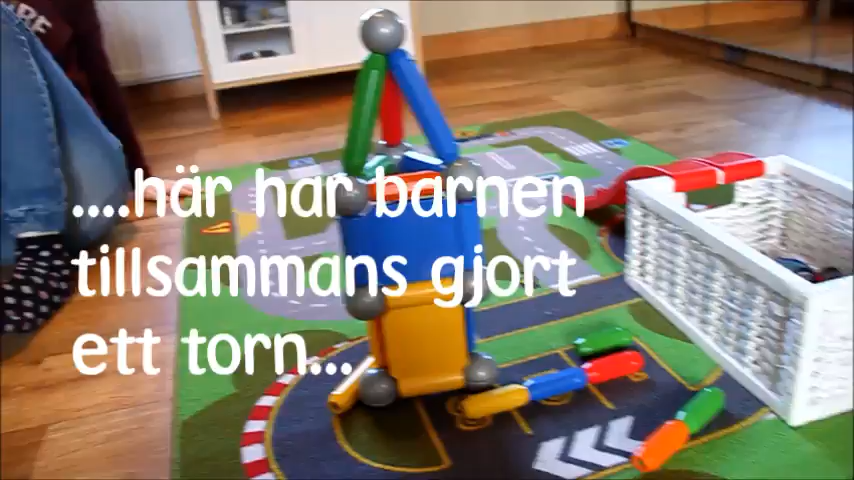 ....här har barnen
tillsammans gjort
ett torn...